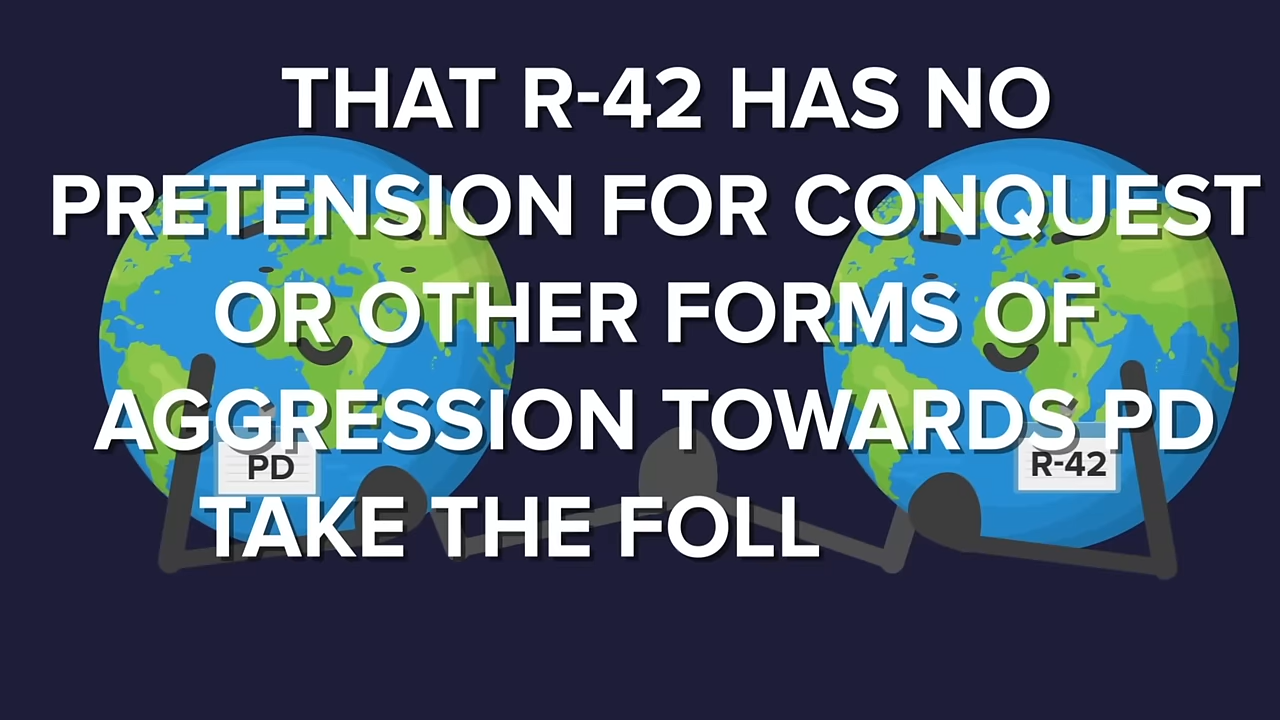 THAT R-42 HAS NO
PRETENSION FOR CONQUEST
OR OTHER FORMS OF
AGGRESSION TOWARDS PD
TAKE THE FOLL
PD
R-42